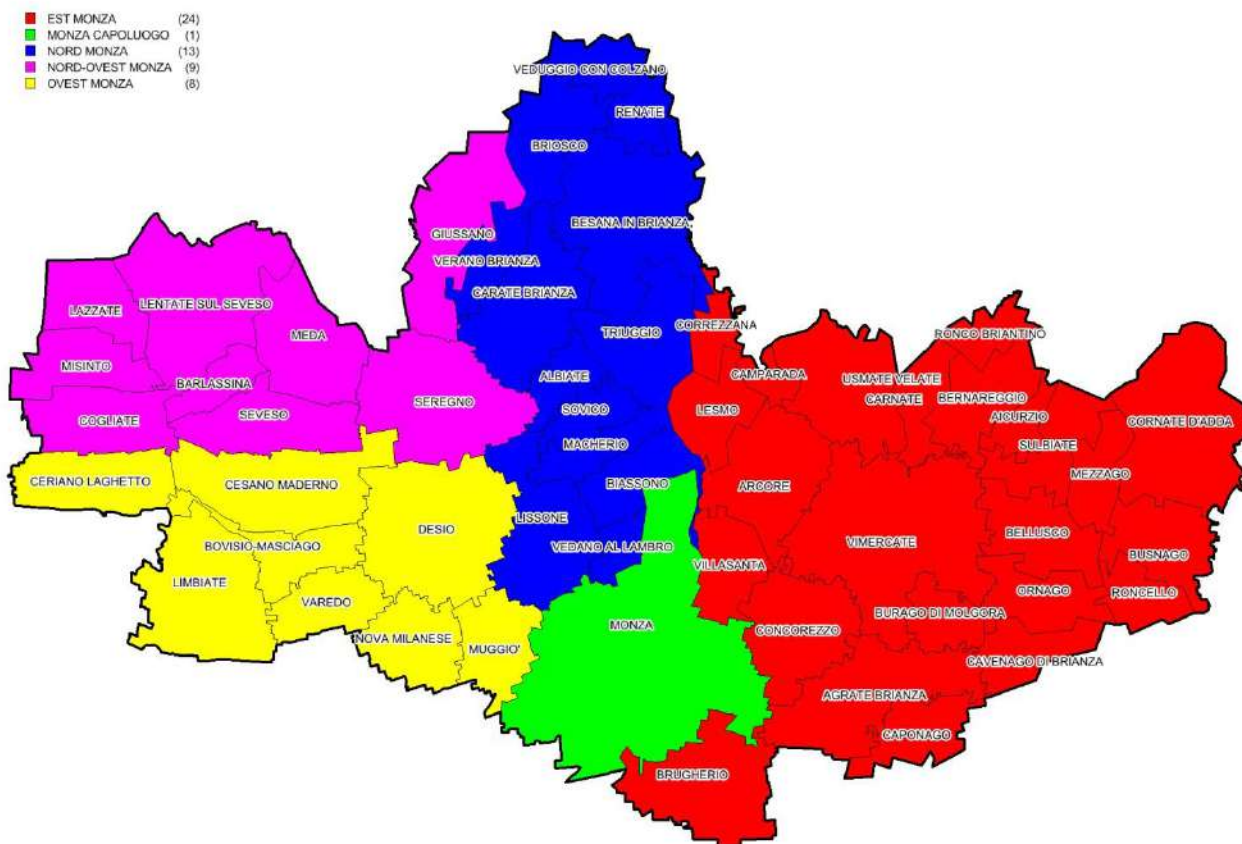 EST MONZA (24)
MONZA CAPOLUOGO (1)
NORD MONZA (13)
NORD-OVEST MONZA (9)
OVEST MONZA (8)
VEDUGGIO CON COLZANO
RENATE
BRIOSCO
BESANA IN BRIANZA
GIUSSANO
VERANO BRIANZA
CARATE BRIANZA
LENTATE SUL SEVESO
LAZZATE
MEDA
TRIUGGIO
CORREZZANA
RONCO BRIANTINO
MISINTO
BARLASSINA
ALBIATE
CAMPARADA
USMATE VELATE
SEREGNO
CARNATE
BERNAREGGIO
COGLIATE
SEVESO
SOVICO
LESMO
AICURZIO
CORNATE D'ADDA
MACHERIO
SULBIATE
MEZZAGO
CERIANO LAGHETTO
CESANO MADERNO
BIASSONO
ARCORE
LISSONE
DESIO
BELLUSCO
BOVISIO-MASCIAGO
VEDANO AL LAMBRO
VIMERCATE
BUSNAGO
LIMBIATE
VILLASANTA
ORNAGO
RONCELLO
VAREDO
BURAGO DI MOLGORA
NOVA MILANESE
MUGGIO'
MONZA
CONCOREZZO
CAVENAGO DI BRIANZA
AGRATE BRIANZA
CAPONAGO
BRUGHERIO